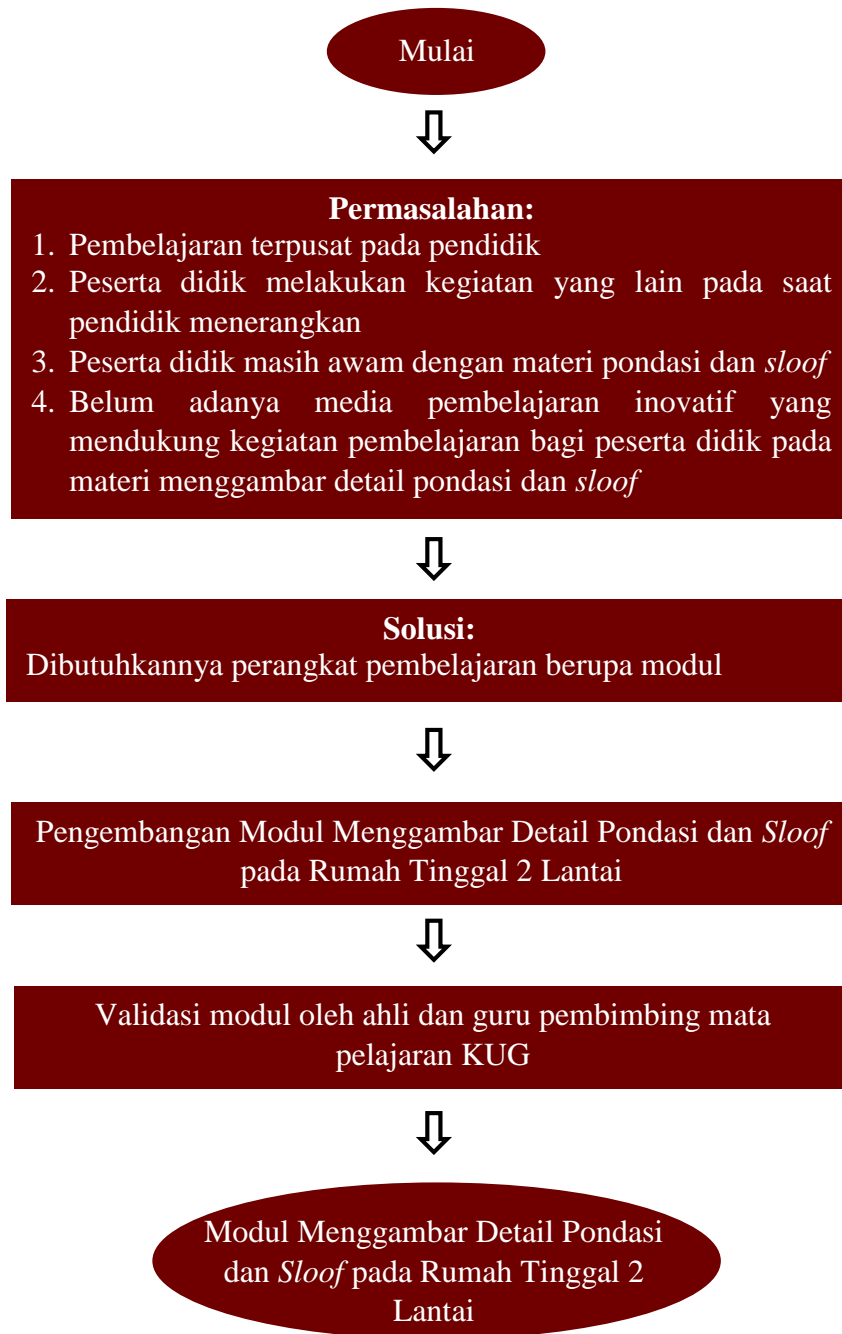 Mulai
Permasalahan:
1. Pembelajaran terpusat pada pendidik
2. Peserta didik melakukan kegiatan yang lain pada saat
pendidik menerangkan
3. Peserta didik masih awam dengan materi pondasi dan sloof
4. Belum adanya media pembelajaran inovatif yang
mendukung kegiatan pembelajaran bagi peserta didik pada
materi menggambar detail pondasi dan sloof
Solusi:
Dibutuhkannya perangkat pembelajaran berupa modul
Pengembangan Modul Menggambar Detail Pondasi dan Sloof
pada Rumah Tinggal 2 Lantai
Validasi modul oleh ahli dan guru pembimbing mata
pelajaran KUG
Modul Menggambar Detail Pondasi
dan Sloof pada Rumah Tinggal 2
Lantai